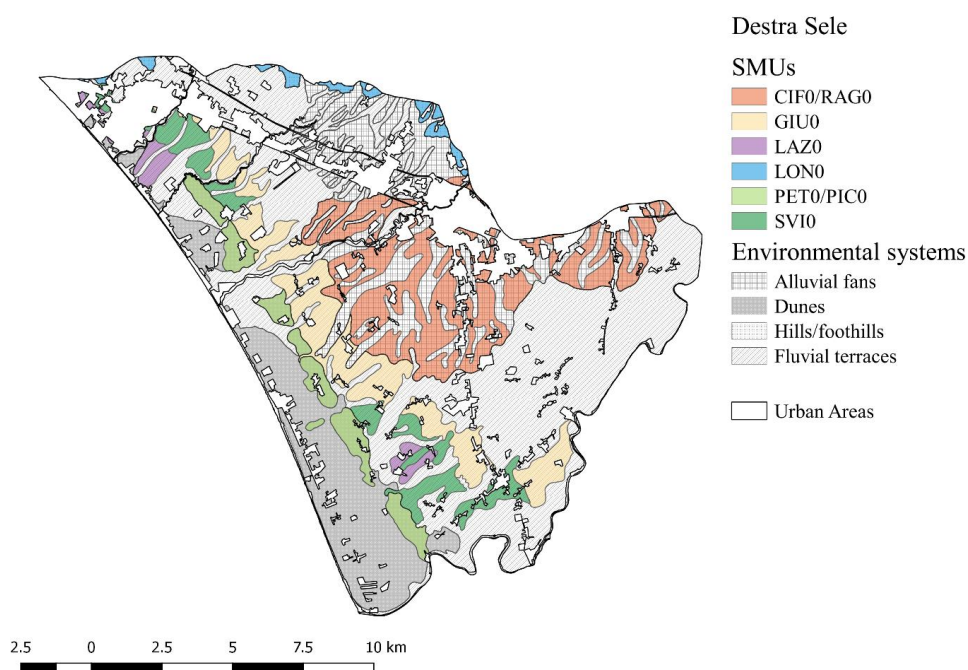 Destra Sele
SMUs
CIF0/RAG0
GIU0
LAZ0
LON0
PET0/PIC0
SVI0
Environmental systems
Alluvial fans
Dunes
Hills/foothills
Fluvial terraces
Urban Areas
2.5 0 2.5 5 7.5 10 km